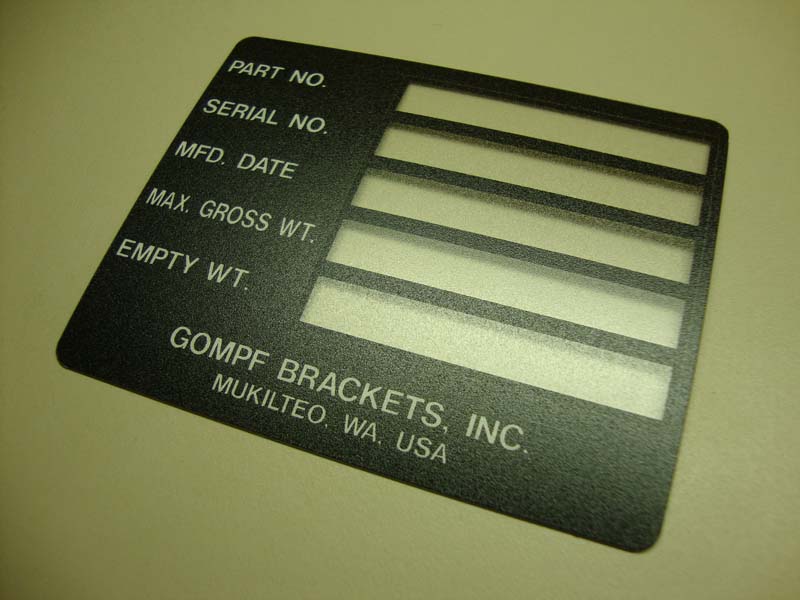 PART NO.
SERIAL NO.
MFD. DATE
MAX. GROSS WT.
EMPTY WT.
GOMPF BRACKETS, INC.
MUKILTEO, WA, USA